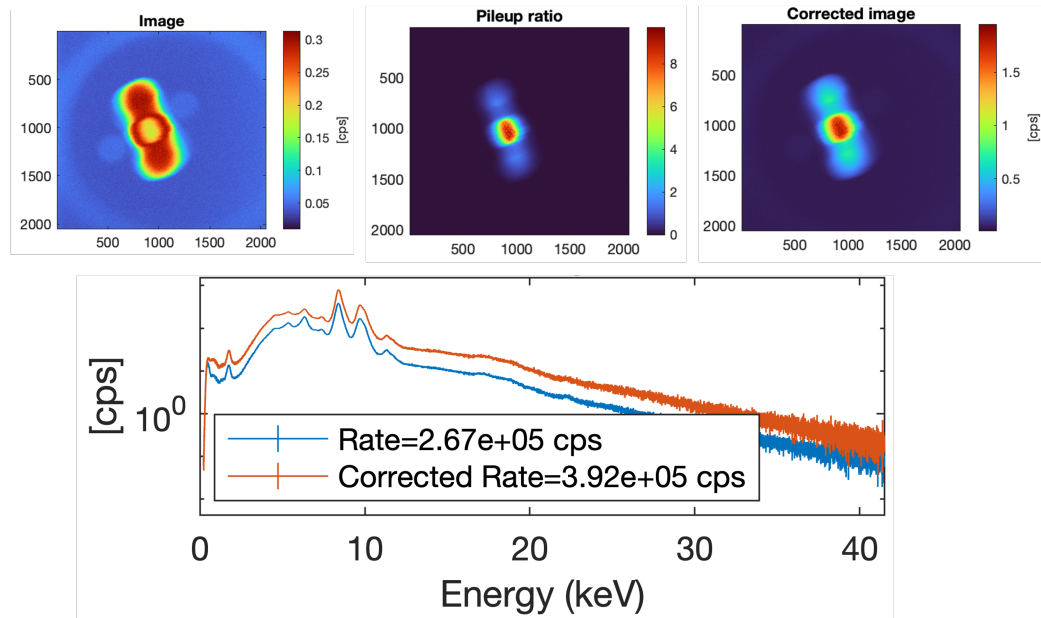 Image
500
1000
1500
2000
500 1000 1500 2000
0.3
0.25
0.2
0.15
0.1
0.05
[cps]
Pileup ratio
500
1000
1500
2000
500 1000 1500 2000
8
6
4
2
0
Corrected image
500
1000
1500
2000
500 1000 1500 2000
1.5
1
0.5
[cps]
[cps]
10^0
Rate=2.67e+05 cps
Corrected Rate=3.92e+05 cps
0 10 20 30 40
Energy (keV)